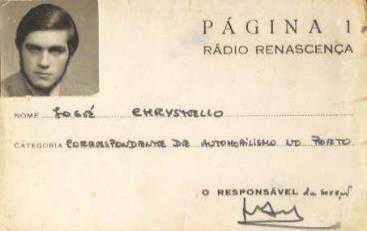 PÁGINA 1
RÁDIO RENASCENÇA
NOME JOSÉ CHRYSTELLO
CATEGORIA CORRESPONDENTE DE AUTOMOBILISMO NO PORTO
O RESPONSÁVEL